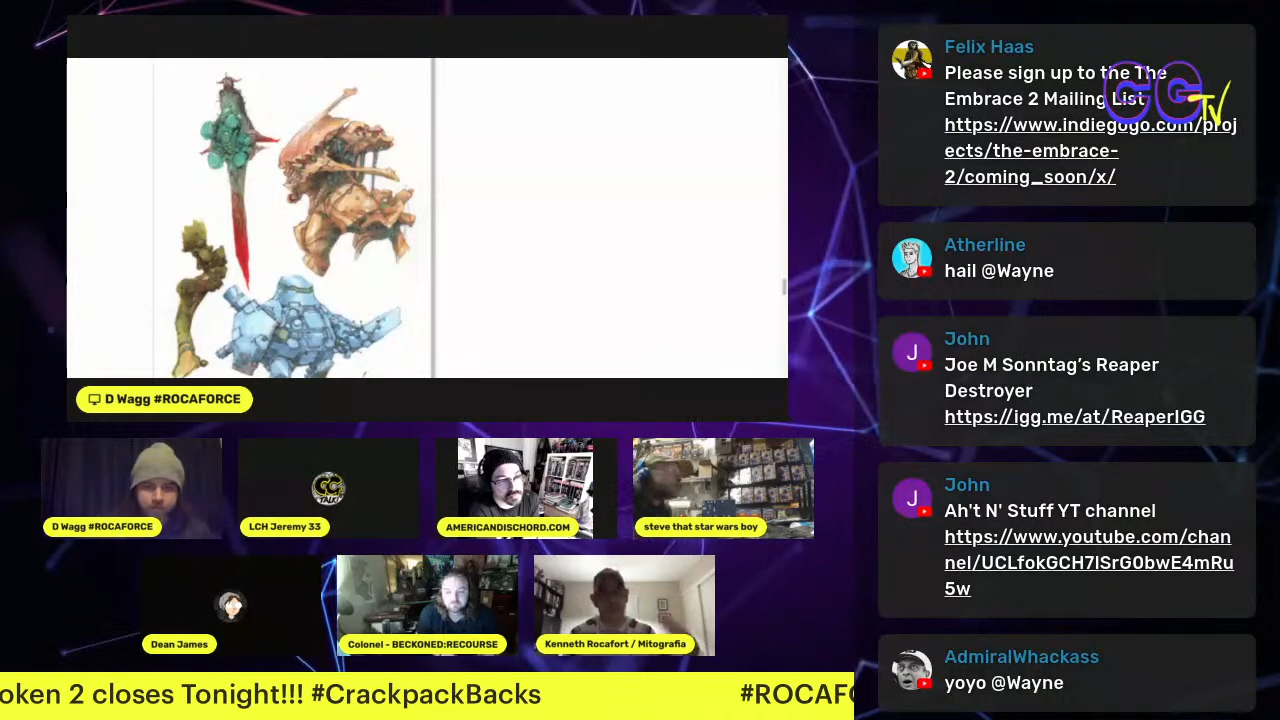 D Wagg #ROCAFORCE
D Wagg #ROCAFORCE
LCH Jeremy 33
AMERICANDISCHORD.COM
steve that star wars boy
Dean James
Colonel - BECKONED:RECOURSE
Kenneth Rocafort / Mitografia
oken 2 closes Tonight!!! #CrackpackBacks
#ROCAFO
Felix Haas
Please sign up to the The
Embrace 2 Mailing List
https://www.indiegogo.com/proj
ects/the-embrace-
2/coming_soon/x/
GGTV
Atherline
hail @Wayne
J
John
Joe M Sonntag’s Reaper
Destroyer
https://igg.me/at/ReaperIGG
J
John
Ah't N' Stuff YT channel
https://www.youtube.com/chan
nel/UCLfokGCH7ISrG0bwE4mRu
5w
AdmiralWhackass
yoyo @Wayne